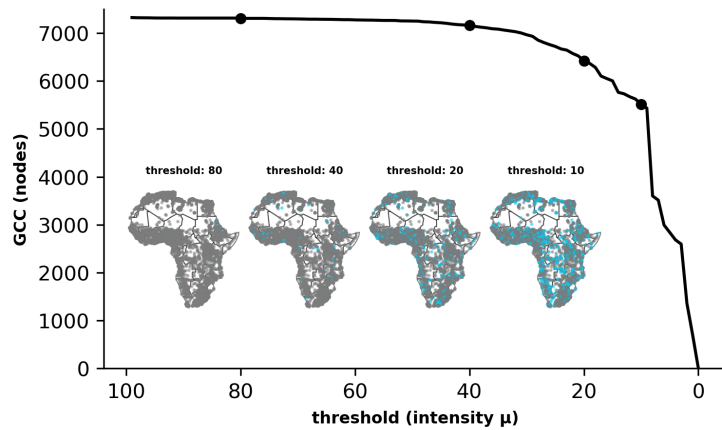 7000
6000
5000
4000
3000
2000
1000
0
GCC (nodes)
threshold: 80
threshold: 40
threshold: 20
threshold: 10
100
80
60
40
20
0
threshold (intensity μ)